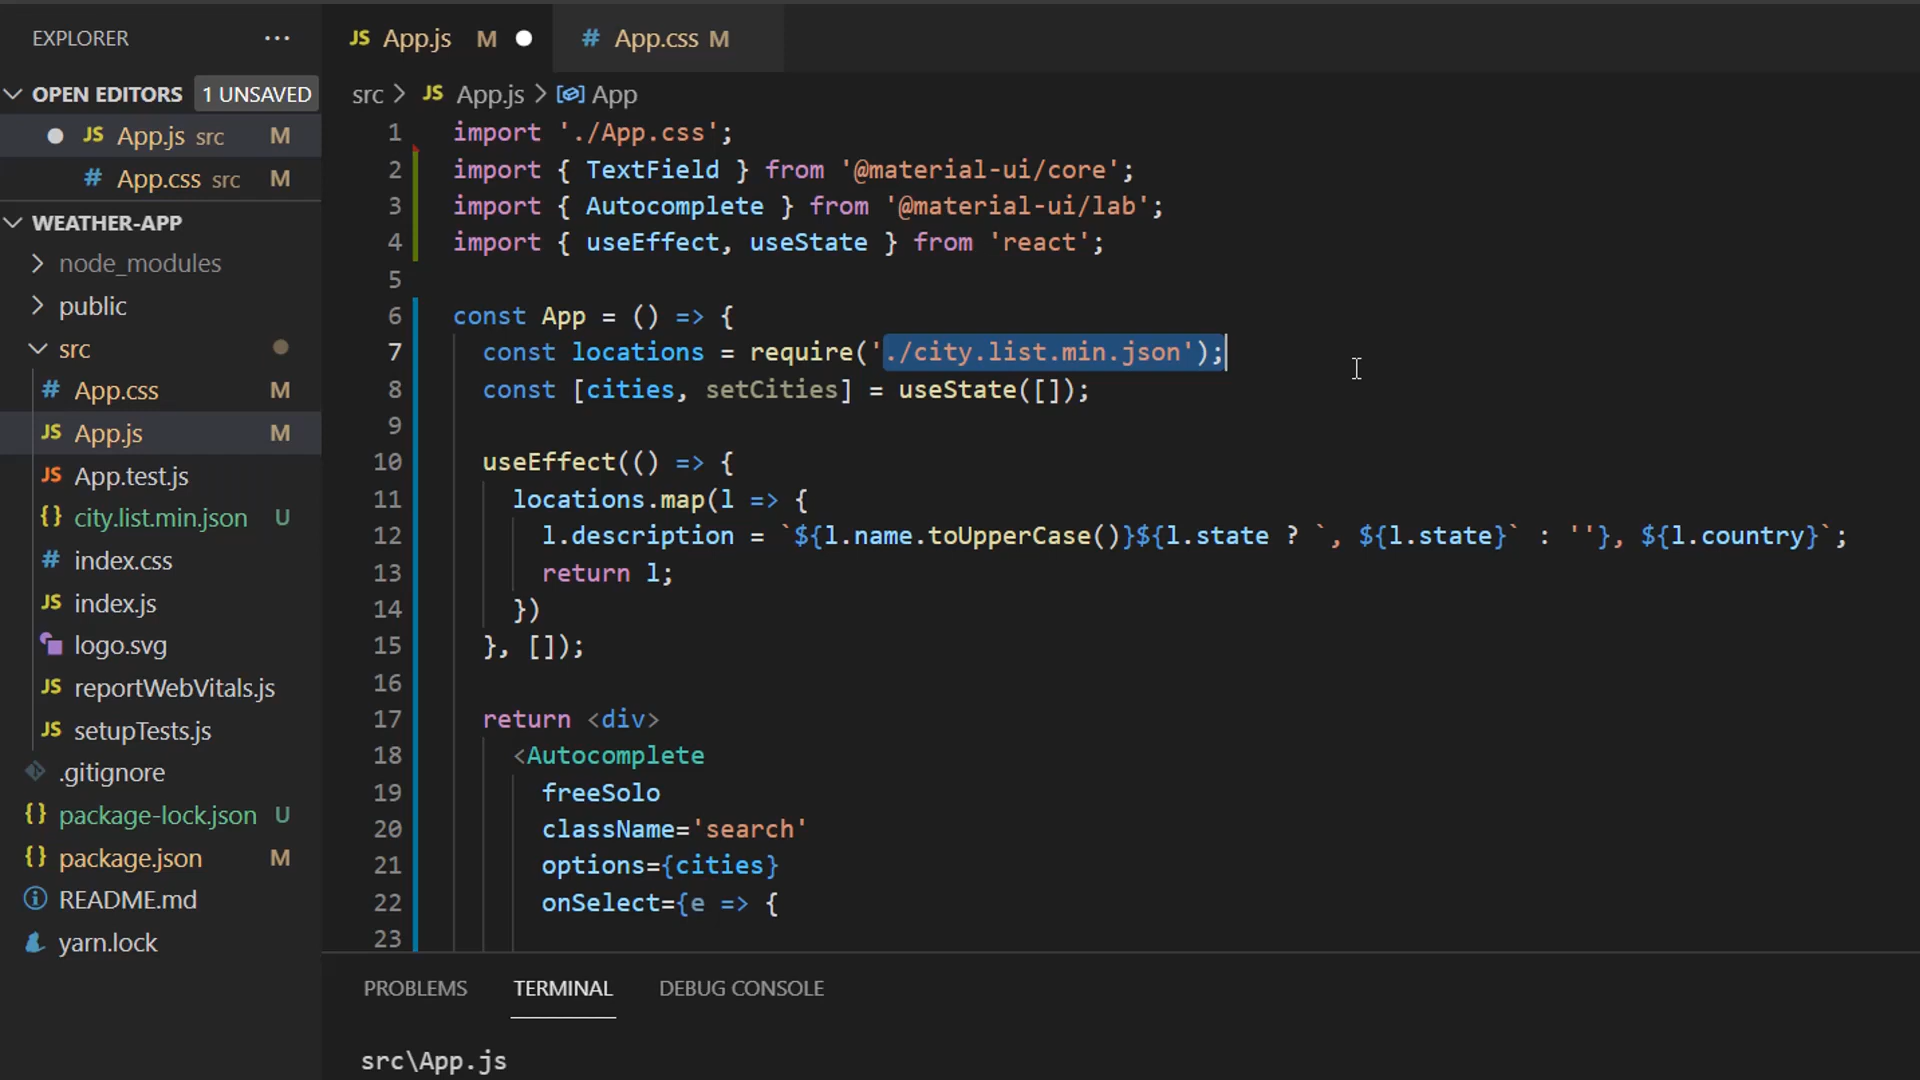 EXPLORER ...
OPEN EDITORS 1 UNSAVED
JS App.js src M
# App.css src M
WEATHER-APP
node_modules
public
src
# App.css M
JS App.js M
JS App.test.js
{} city.list.min.json U
# index.css
JS index.js
logo.svg
JS reportWebVitals.js
JS setupTests.js
.gitignore
{} package-lock.json U
{} package.json M
README.md
yarn.lock
JS App.js M
# App.css M
src > JS App.js > App
1 import './App.css';
2 import { TextField } from '@material-ui/core';
3 import { Autocomplete } from '@material-ui/lab';
4 import { useEffect, useState } from 'react';
5
6 const App = () => {
7 const locations = require('./city.list.min.json');
8 const [cities, setCities] = useState([]);
9
10 useEffect(() => {
11 locations.map(l => {
12 l.description = `${l.name.toUpperCase()}${l.state ? `, ${l.state}` : ''}, ${l.country}`;
13 return l;
14 })
15 }, []);
16
17 return <div>
18 <Autocomplete
19 freeSolo
20 className='search'
21 options={cities}
22 onSelect={e => {
23
PROBLEMS TERMINAL DEBUG CONSOLE
src\App.js